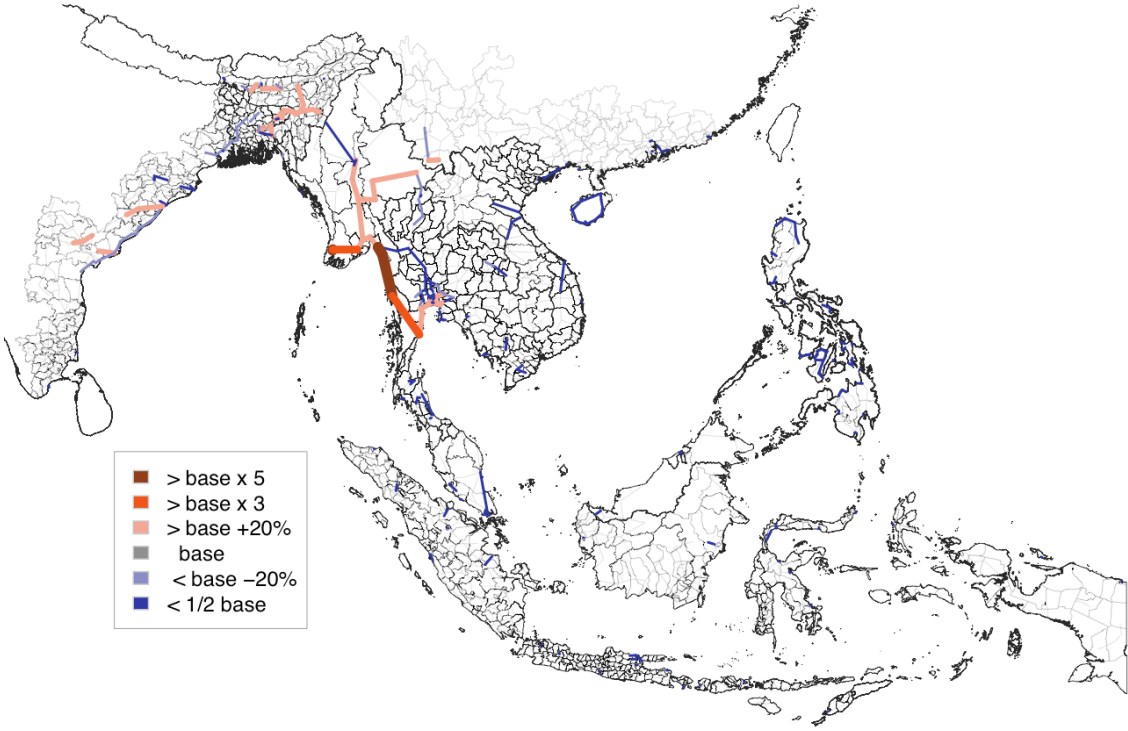 > base x 5
> base x 3
> base +20%
base
< base −20%
< 1/2 base